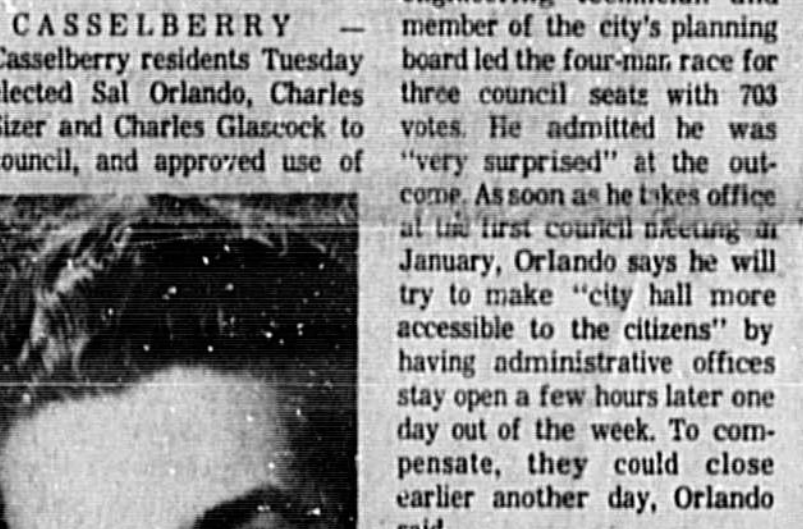 CASSELBERRY —
Casselberry residents Tuesday
elected Sal Orlando, Charles
Sizer and Charles Glascock to
council, and approved use of
engineering technician and
member of the city's planning
board led the four-man race for
three council seats with 703
votes. He admitted he was
"very surprised" at the out-
come. As soon as he takes office
at the first council meeting in
January, Orlando says he will
try to make "city hall more
accessible to the citizens" by
having administrative offices
stay open a few hours later one
day out of the week. To com-
pensate, they could close
earlier another day, Orlando
said.